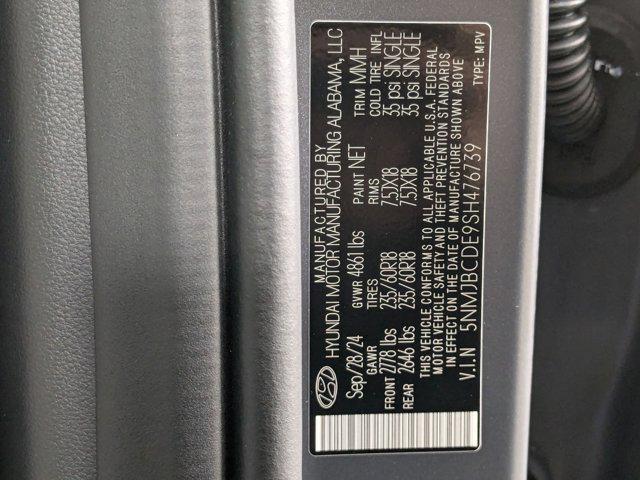 MANUFACTURED BY
HYUNDAI MOTOR MANUFACTURING ALABAMA, LLC
Sep/28/24 GVWR 4861 lbs PAINT NET TRIM MMH
GAWR TIRES RIMS COLD TIRE INFL
FRONT 2778 lbs 235/60R18 7.5JX18 35 psi SINGLE
REAR 2646 lbs 235/60R18 7.5JX18 35 psi SINGLE
THIS VEHICLE CONFORMS TO ALL APPLICABLE U.S.A. FEDERAL
MOTOR VEHICLE SAFETY AND THEFT PREVENTION STANDARDS
IN EFFECT ON THE DATE OF MANUFACTURE SHOWN ABOVE
V.I.N 5NMJBCDE9SH476739 TYPE: MPV